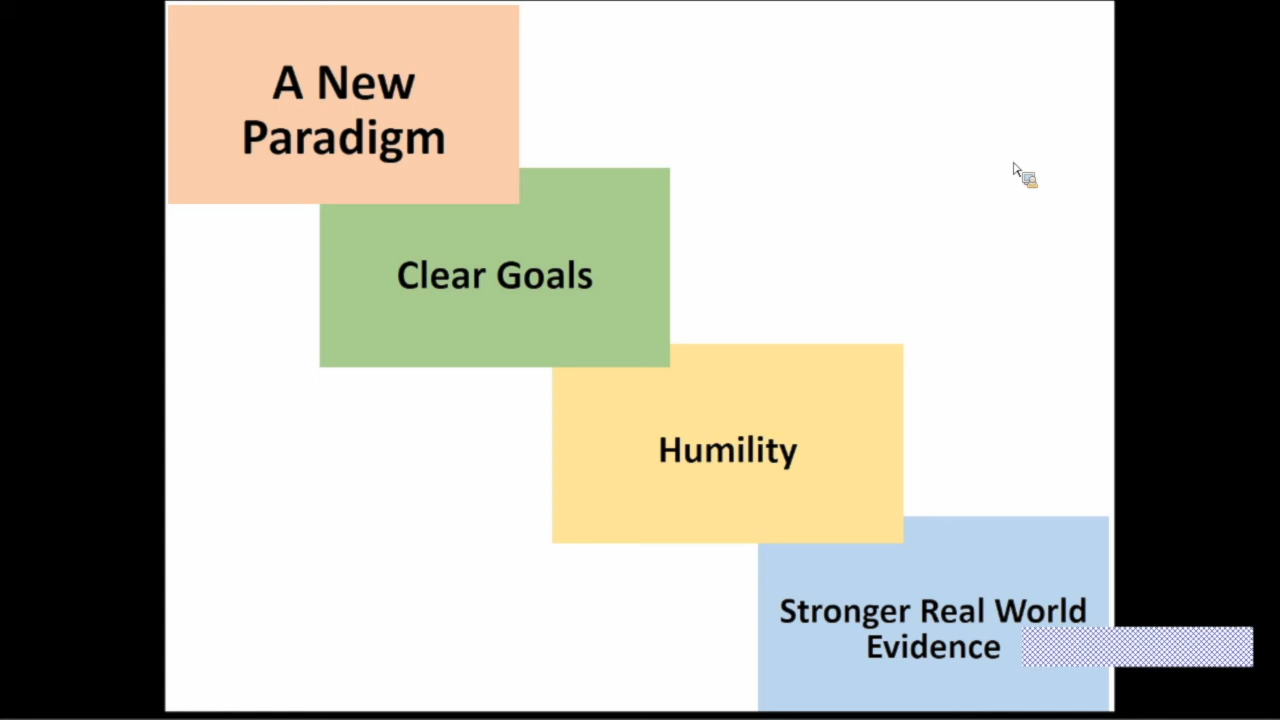 A New
Paradigm
Clear Goals
Humility
Stronger Real World
Evidence